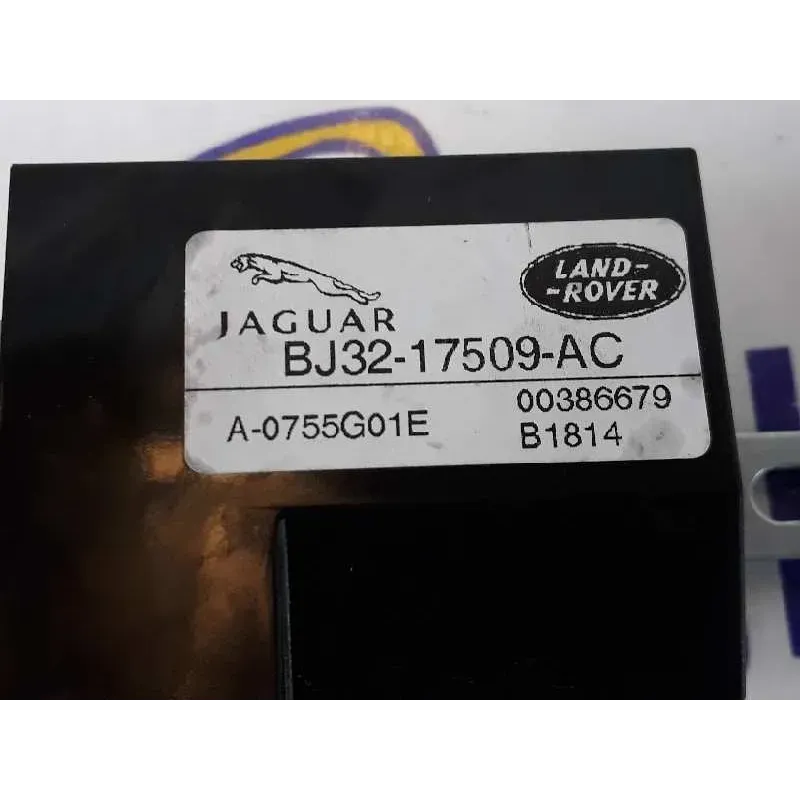 JAGUAR
LAND-
-ROVER
BJ32-17509-AC
A-0755G01E
00386679
B1814